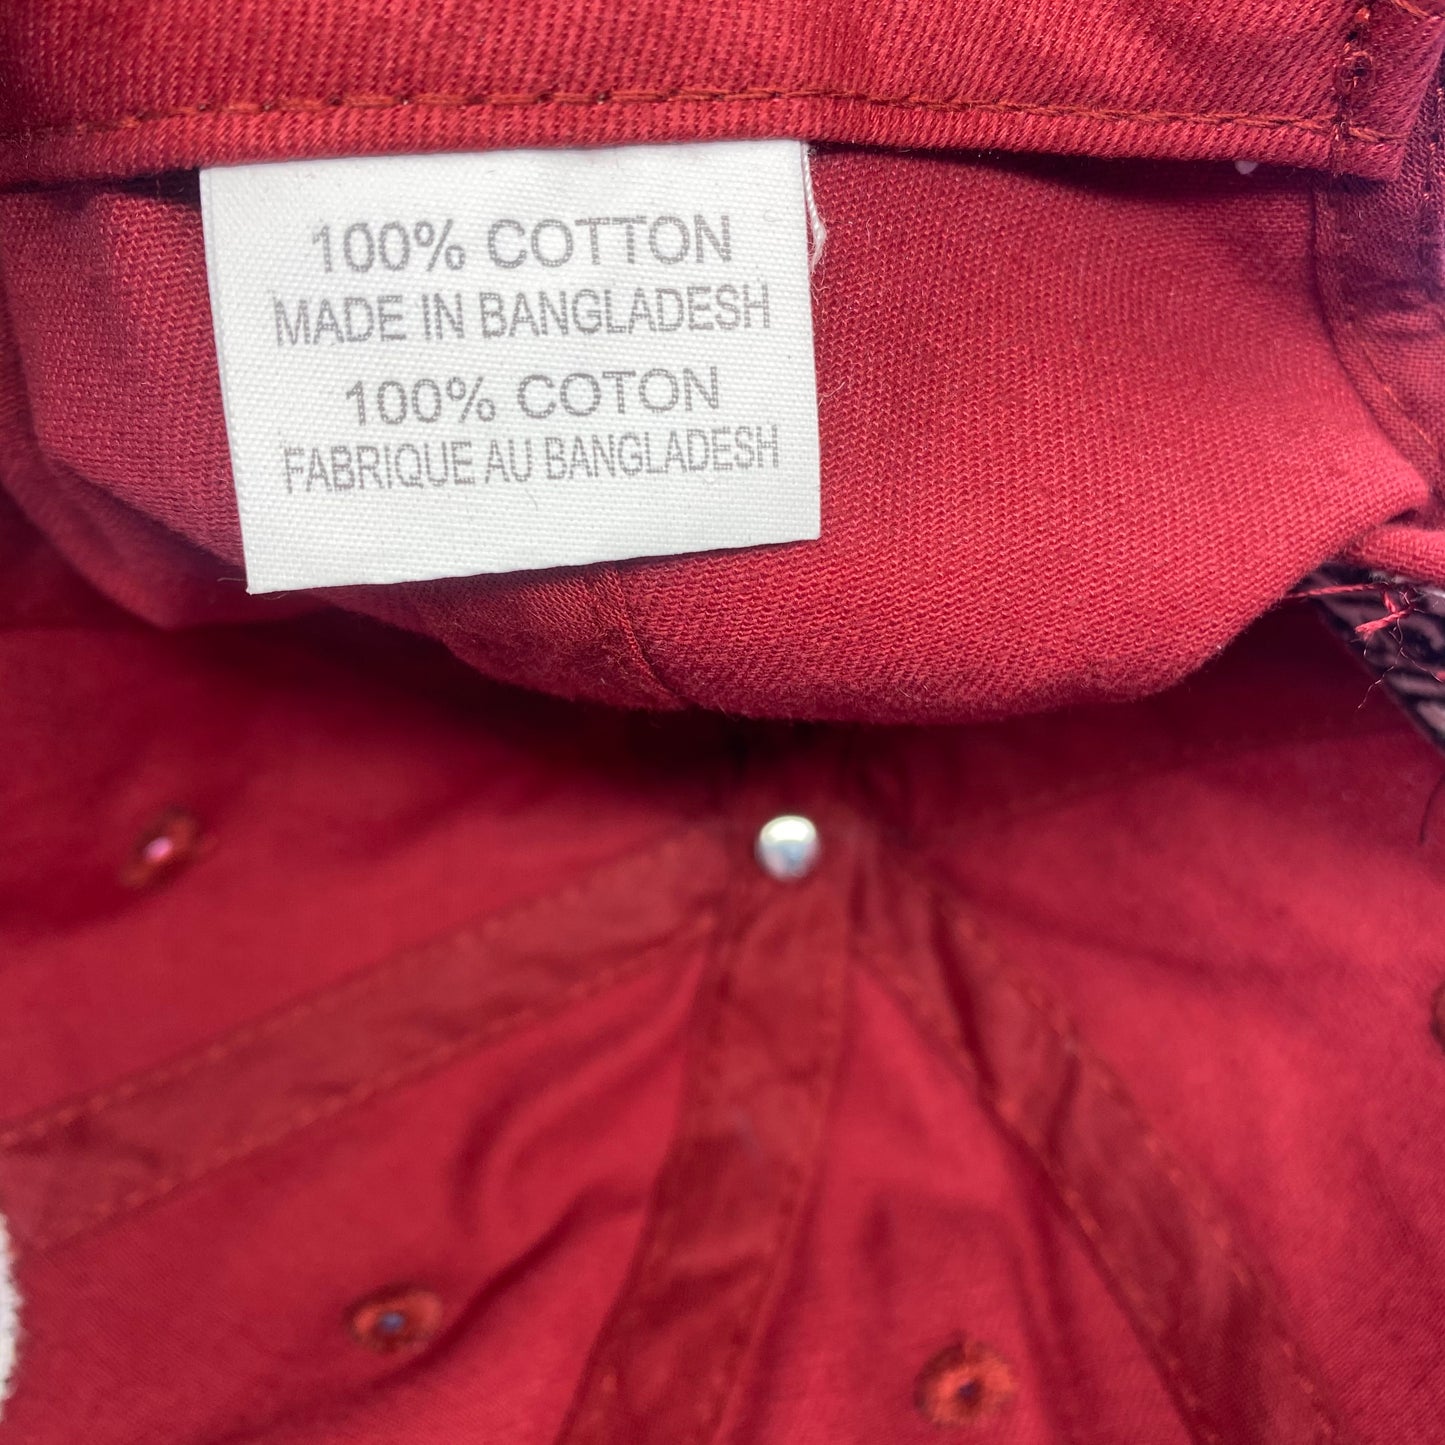 100% COTTON
MADE IN BANGLADESH
100% COTON
FABRIQUE AU BANGLADESH